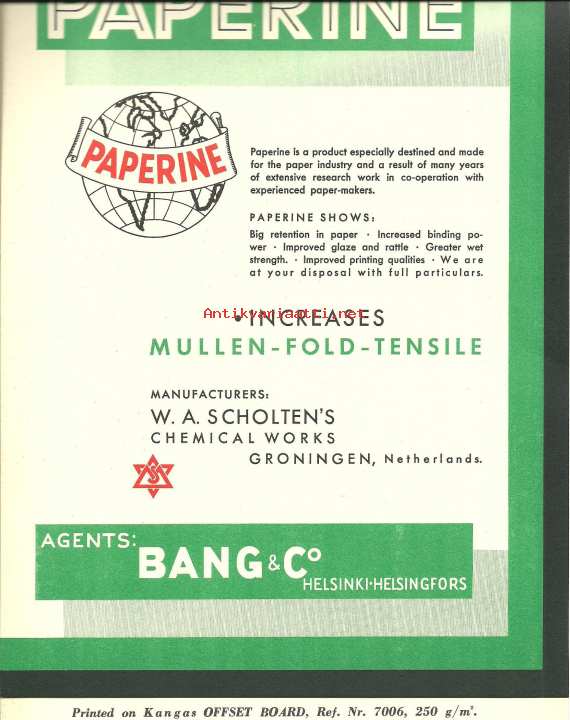 PAPERINE
PAPERINE
Paperine is a product especially destined and made
for the paper industry and a result of many years
of extensive research work in co-operation with
experienced paper-makers.
PAPERINE SHOWS:
Big retention in paper · Increased binding po-
wer · Improved glaze and rattle · Greater wet
strength. · Improved printing qualities · We are
at your disposal with full particulars.
Antikvariaatti.net
• INCREASES
MULLEN-FOLD-TENSILE
MANUFACTURERS:
W. A. SCHOLTEN'S
CHEMICAL WORKS
GRONINGEN, Netherlands.
S
AGENTS:
BANG & Cº
HELSINKI·HELSINGFORS
Printed on Kangas OFFSET BOARD, Ref. Nr. 7006, 250 g/m².